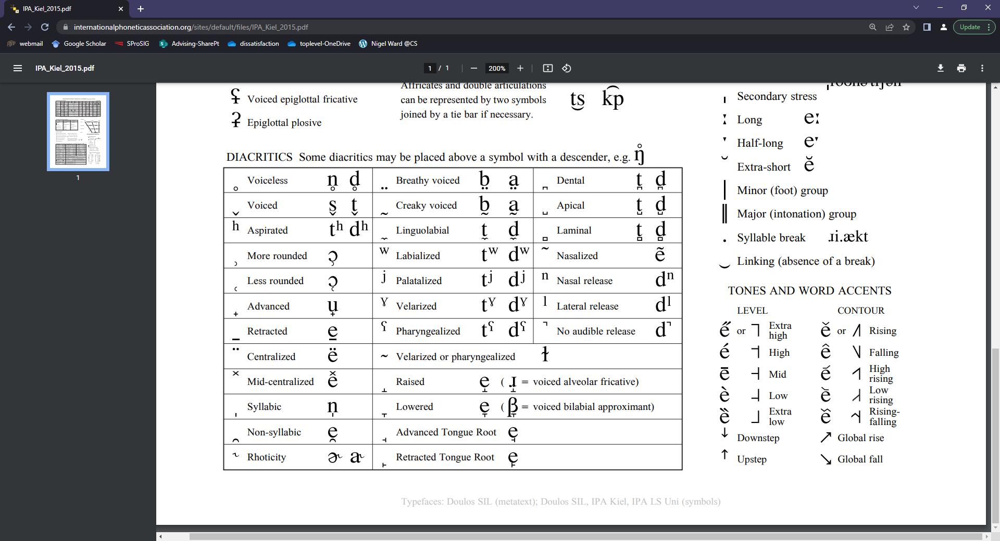 IPA_Kiel_2015.pdf
internationalphoneticassociation.org/sites/default/files/IPA_Kiel_2015.pdf
Update
webmail
Google Scholar
SProSIG
Advising-SharePt
dissatisfaction
toplevel-OneDrive
Nigel Ward @CS
IPA_Kiel_2015.pdf
1 / 1
200%
1
ʢ Voiced epiglottal fricative
ʡ Epiglottal plosive
Affricates and double articulations
can be represented by two symbols
joined by a tie bar if necessary.
t͜s k͡p
DIACRITICS Some diacritics may be placed above a symbol with a descender, e.g. ŋ̊
̥ Voiceless n̥ d̥ ̤ Breathy voiced b̤ a̤ ̪ Dental t̪ d̪
̬ Voiced s̬ t̬ ̰ Creaky voiced b̰ a̰ ̺ Apical t̺ d̺
ʰ Aspirated tʰ dʰ ̼ Linguolabial t̼ d̼ ̻ Laminal t̻ d̻
̹ More rounded ɔ̹ ʷ Labialized tʷ dʷ ̃ Nasalized ẽ
̜ Less rounded ɔ̜ ʲ Palatalized tʲ dʲ ⁿ Nasal release dⁿ
̟ Advanced u̟ ˠ Velarized tˠ dˠ ˡ Lateral release dˡ
̠ Retracted e̠ ˤ Pharyngealized tˤ dˤ ̚ No audible release d̚
̈ Centralized ë ̴ Velarized or pharyngealized ɫ
̽ Mid-centralized e̽ ̝ Raised e̝ ( ɹ̝ = voiced alveolar fricative)
̩ Syllabic n̩ ̞ Lowered e̞ ( β̞ = voiced bilabial approximant)
̯ Non-syllabic e̯ ̘ Advanced Tongue Root e̘
˞ Rhoticity ɚ a˞ ̙ Retracted Tongue Root e̙
ˌ Secondary stress
ː Long eː
ˑ Half-long eˑ
̆ Extra-short ĕ
| Minor (foot) group
‖ Major (intonation) group
. Syllable break ɹi.ækt
‿ Linking (absence of a break)
TONES AND WORD ACCENTS
LEVEL CONTOUR
e̋ or ˥ Extra high ě or ˩˥ Rising
é ˦ High ê ˥˩ Falling
ē ˧ Mid e᷄ ˦˥ High rising
è ˨ Low e᷅ ˩˨ Low rising
ȅ ˩ Extra low e᷈ ˧˦˧ Rising-falling
ꜜ Downstep ↗ Global rise
ꜛ Upstep ↘ Global fall
Typefaces: Doulos SIL (metatext); Doulos SIL, IPA Kiel, IPA LS Uni (symbols)